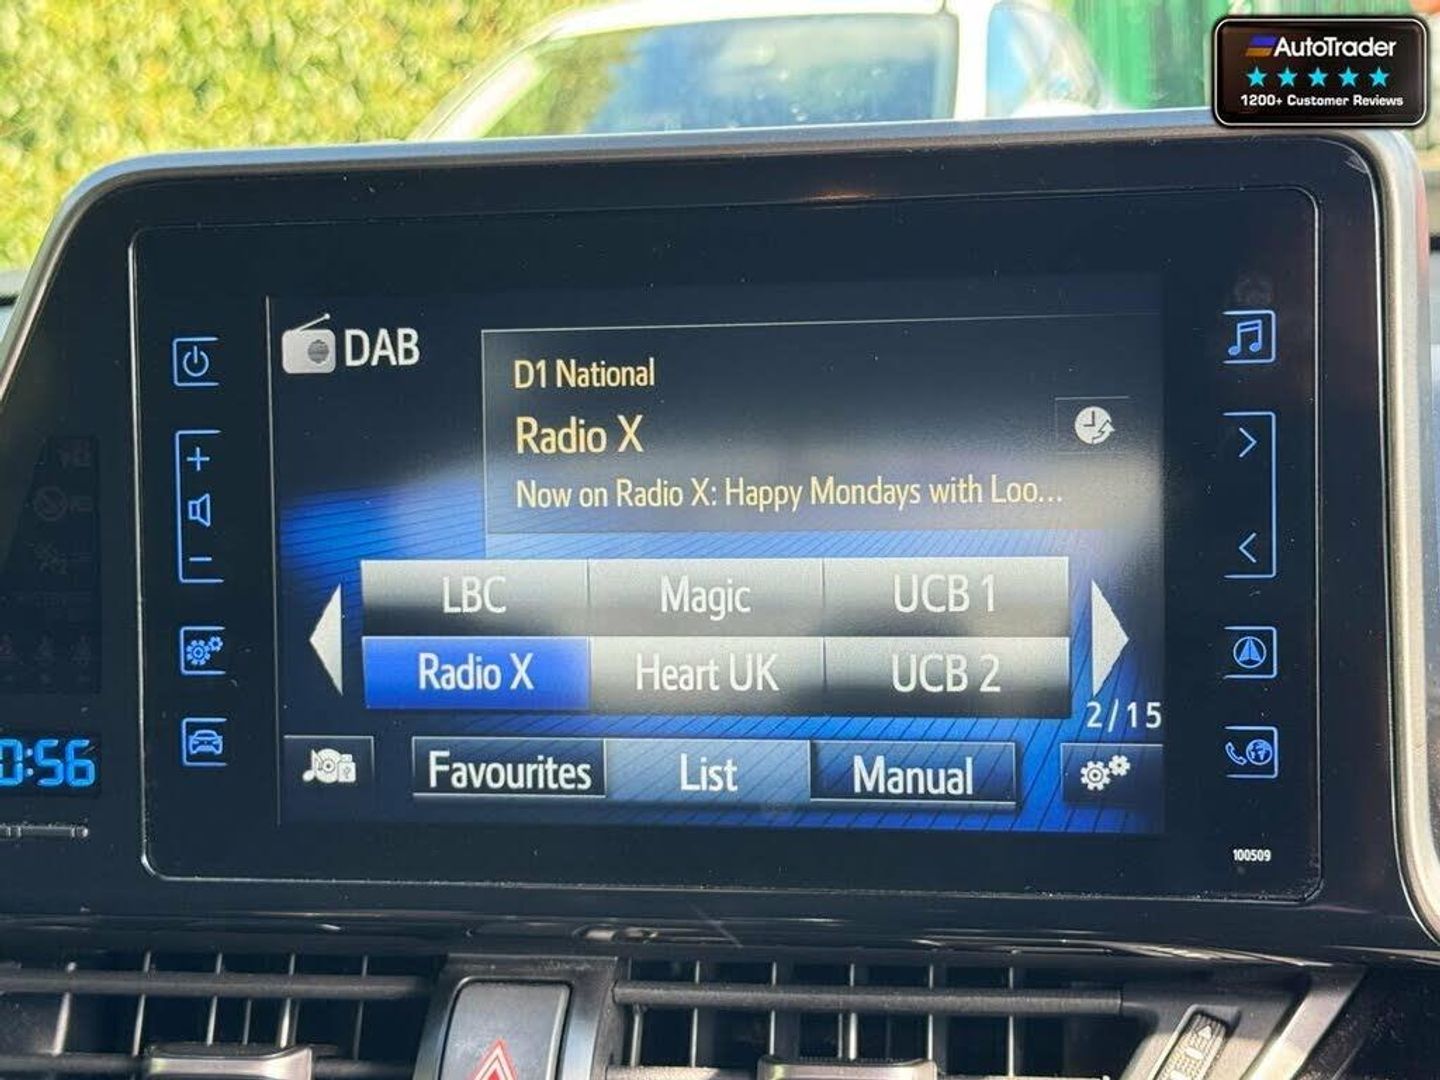 AutoTrader
1200+ Customer Reviews
DAB
D1 National
Radio X
Now on Radio X: Happy Mondays with Loo...
LBC Magic UCB 1
Radio X Heart UK UCB 2
2/15
Favourites List Manual
0:56
100509